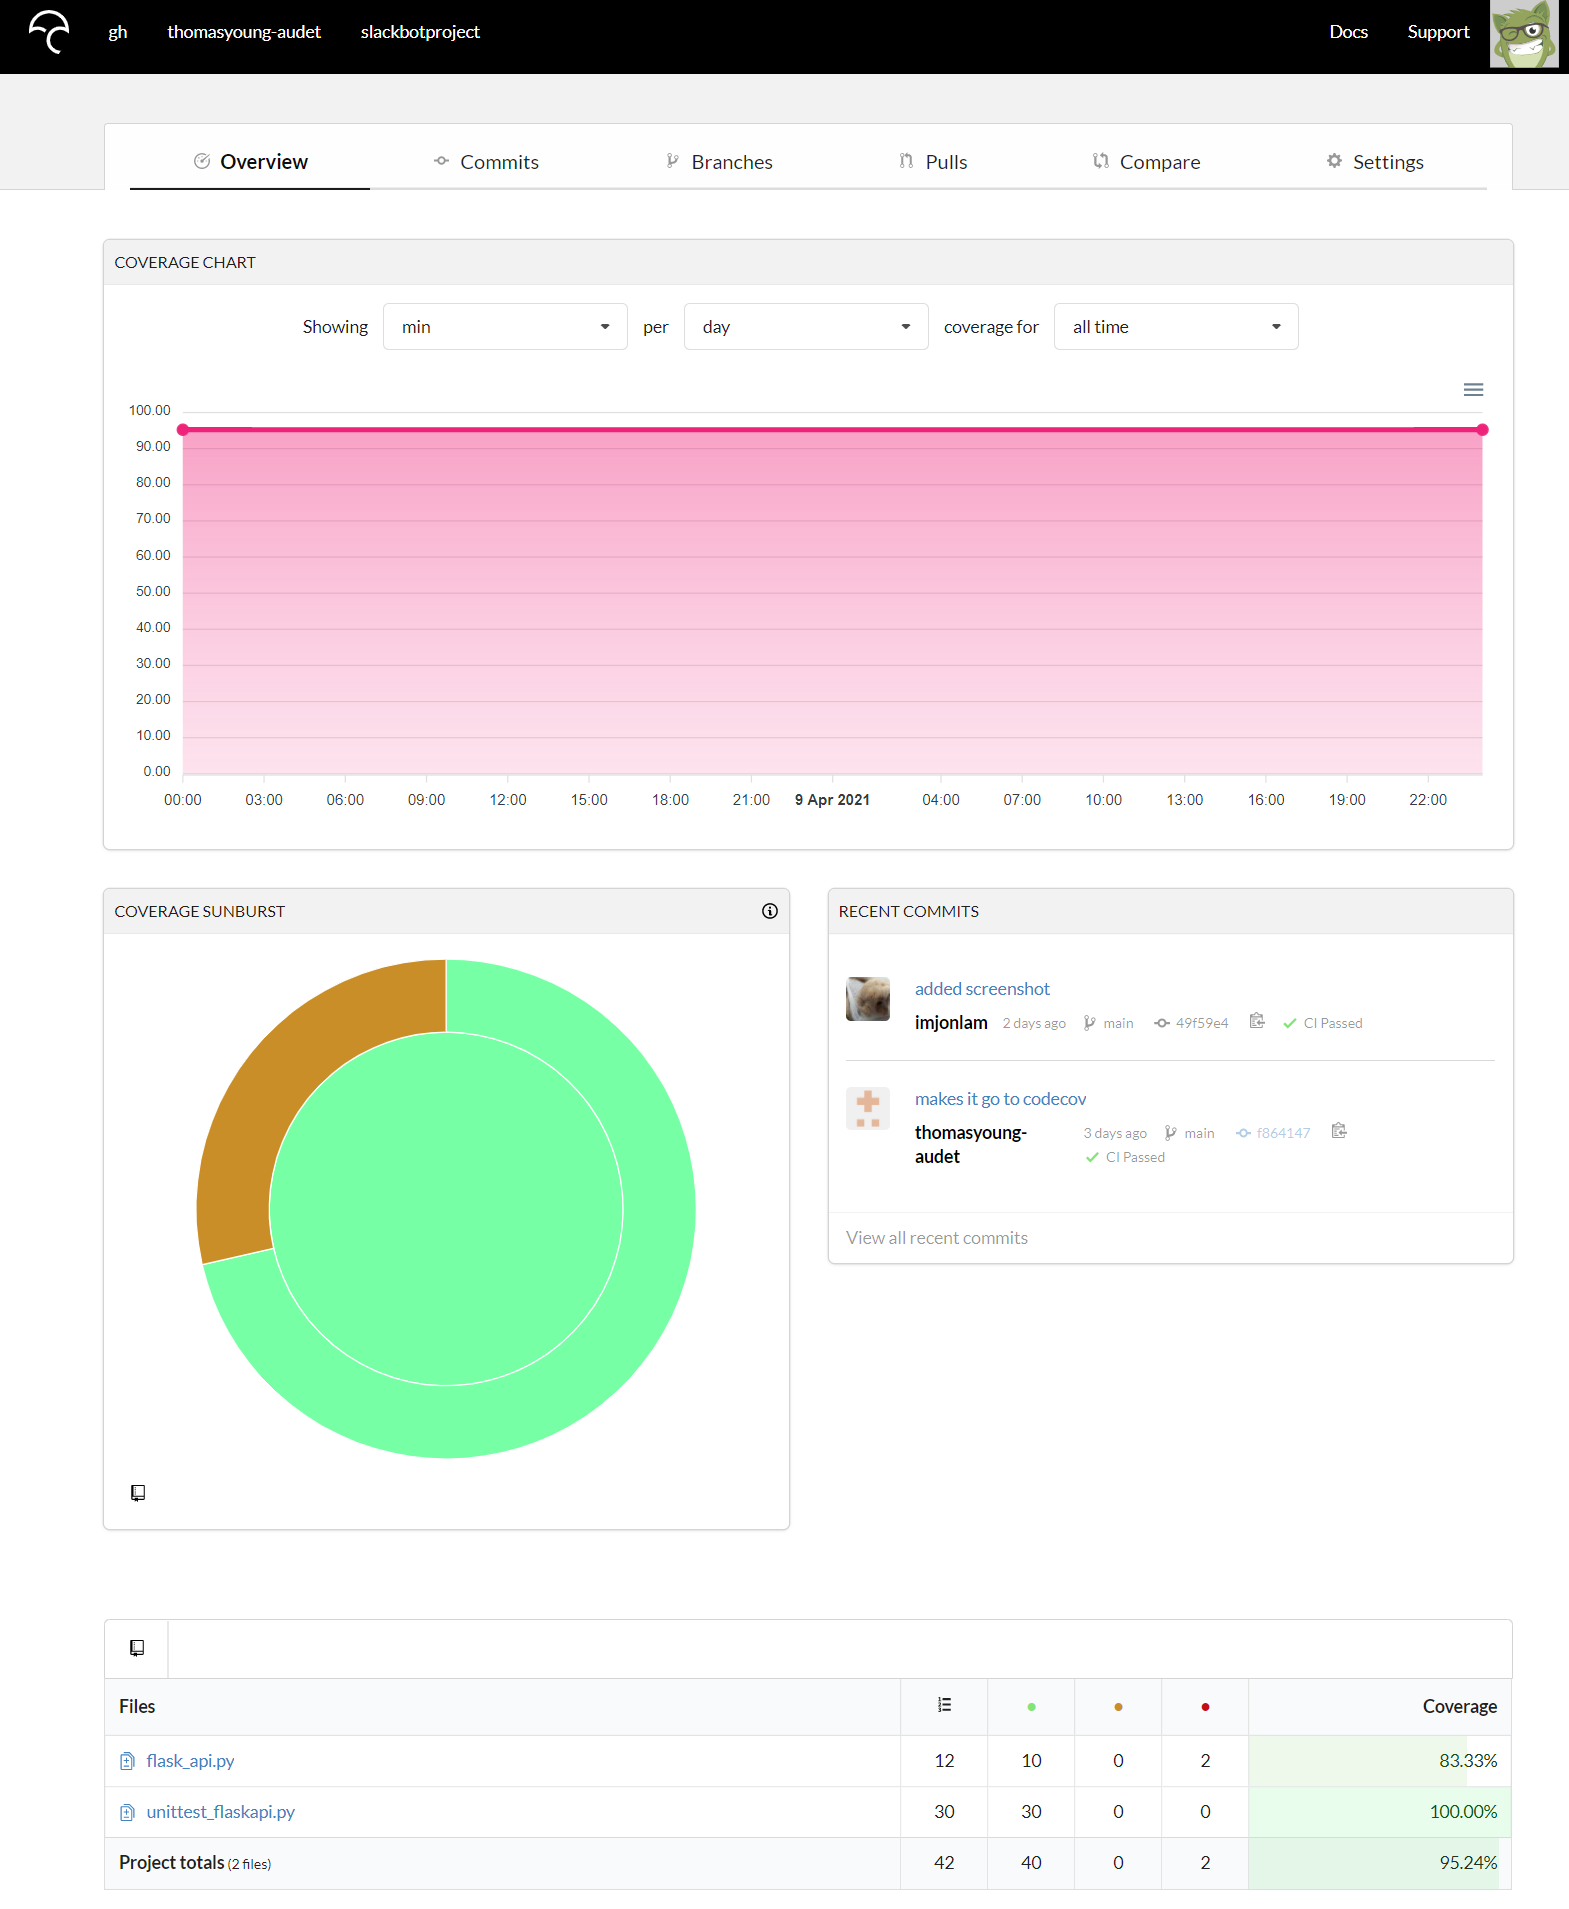 gh thomasyoung-audet slackbotproject Docs Support
Overview Commits Branches Pulls Compare Settings
COVERAGE CHART
Showing min per day coverage for all time
100.00
90.00
80.00
70.00
60.00
50.00
40.00
30.00
20.00
10.00
0.00
00:00 03:00 06:00 09:00 12:00 15:00 18:00 21:00 9 Apr 2021 04:00 07:00 10:00 13:00 16:00 19:00 22:00
COVERAGE SUNBURST
RECENT COMMITS
added screenshot
imjonlam 2 days ago main 49f59e4 CI Passed
makes it go to codecov
thomasyoung- 3 days ago main f864147
audet CI Passed
View all recent commits
Files Coverage
flask_api.py 12 10 0 2 83.33%
unittest_flaskapi.py 30 30 0 0 100.00%
Project totals (2 files) 42 40 0 2 95.24%